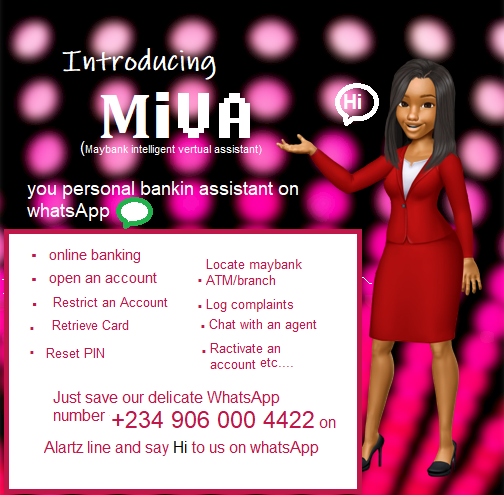 Introducing
MiVA
(Maybank intelligent vertual assistant)
Hi
you personal bankin assistant on
whatsApp
▪ online banking
▪ open an account
▪ Restrict an Account
▪ Retrieve Card
▪ Reset PIN
Locate maybank
▪ ATM/branch
▪ Log complaints
▪ Chat with an agent
▪ Ractivate an
account etc....
Just save our delicate WhatsApp
number +234 906 000 4422 on
Alartz line and say Hi to us on whatsApp